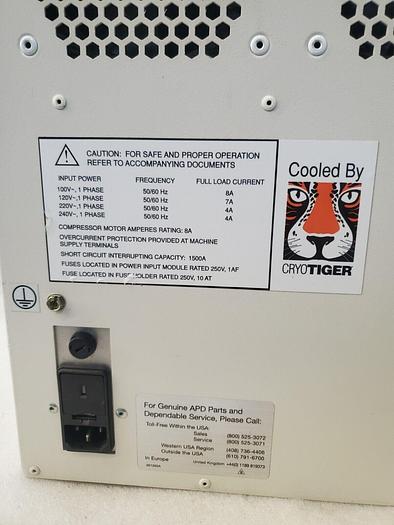 CAUTION: FOR SAFE AND PROPER OPERATION
REFER TO ACCOMPANYING DOCUMENTS
INPUT POWER FREQUENCY FULL LOAD CURRENT
100V~,1 PHASE 50/60 Hz 8A
120V~,1 PHASE 50/60 Hz 7A
220V~,1 PHASE 50/60 Hz 4A
240V~,1 PHASE 50/60 Hz 4A
COMPRESSOR MOTOR AMPERES RATING: 8A
OVERCURRENT PROTECTION PROVIDED AT MACHINE
SUPPLY TERMINALS
SHORT CIRCUIT INTERRUPTING CAPACITY: 1500A
FUSES LOCATED IN POWER INPUT MODULE RATED 250V, 1AF
FUSE LOCATED IN FUSE HOLDER RATED 250V, 10 AT
Cooled By
CRYOTIGER
For Genuine APD Parts and
Dependable Service, Please Call:
Toll-Free Within the USA:
Sales (800) 525-3072
Service (800) 525-3071
Western USA Region (408) 736-4406
Outside the USA (610) 791-6700
In Europe United Kingdom +44(0) 1189 819373